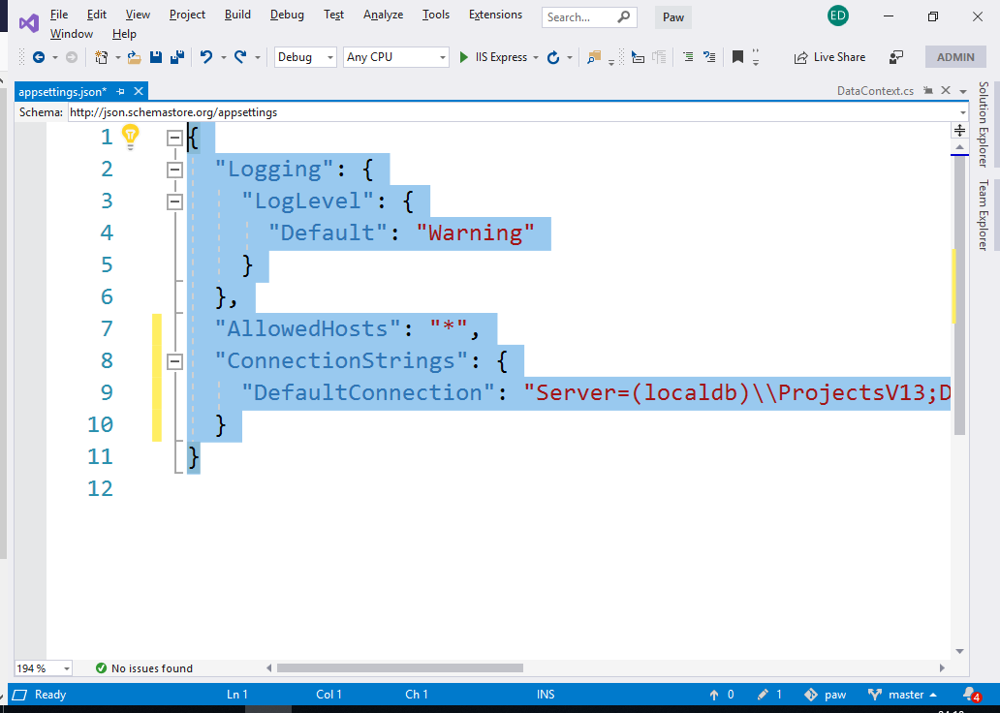 File Edit View Project Build Debug Test Analyze Tools Extensions Search... Paw ED
Window Help
Debug Any CPU IIS Express Live Share ADMIN
appsettings.json* DataContext.cs
Schema: http://json.schemastore.org/appsettings
Solution Explorer
Team Explorer
1 {
2 "Logging": {
3 "LogLevel": {
4 "Default": "Warning"
5 }
6 },
7 "AllowedHosts": "*",
8 "ConnectionStrings": {
9 "DefaultConnection": "Server=(localdb)\\ProjectsV13;D
10 }
11 }
12
194 % No issues found
Ready Ln 1 Col 1 Ch 1 INS 0 1 paw master 4